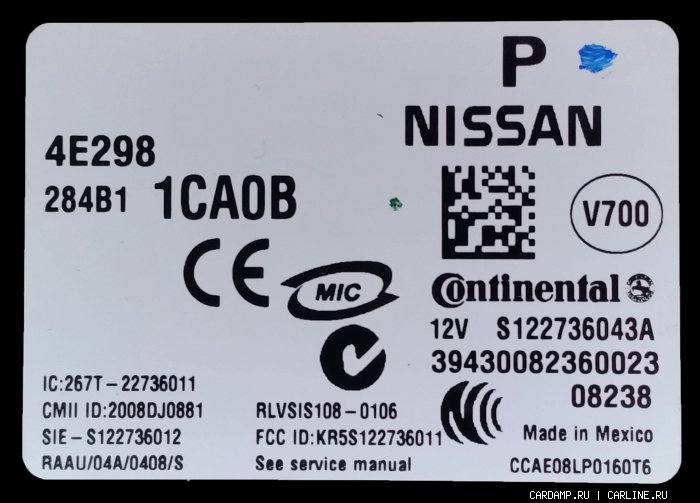 P
NISSAN
4E298
284B1 1CA0B
V700
CE
MIC
Continental
12V S122736043A
39430082360023
08238
IC:267T-22736011
CMII ID:2008DJ0881
RLVSIS108-0106
SIE-S122736012
FCC ID:KR5S122736011
Made in Mexico
RAAU/04A/0408/S
See service manual
CCAE08LP0160T6
CARDAMP.RU | CARLINE.RU